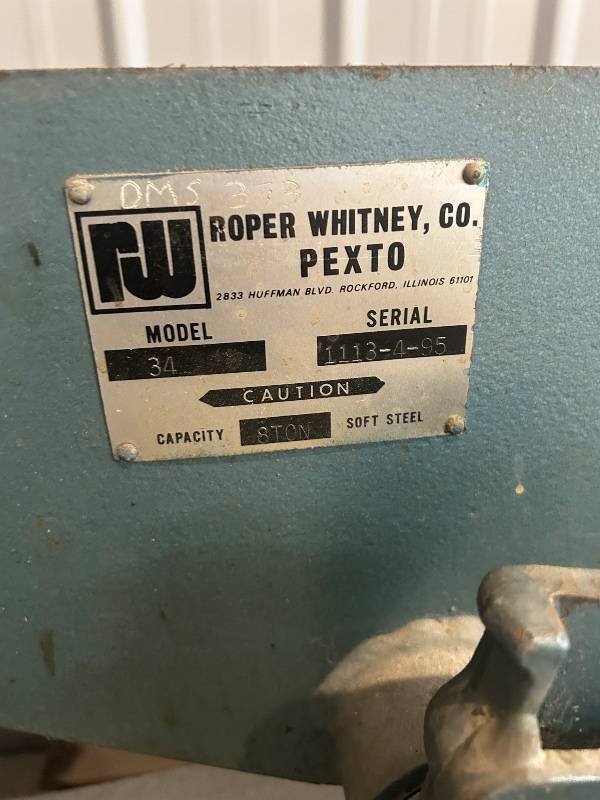 DMS 373
rw
ROPER WHITNEY, CO.
PEXTO
2833 HUFFMAN BLVD. ROCKFORD, ILLINOIS 61101
MODEL SERIAL
34 1113-4-95
CAUTION
CAPACITY 8TON SOFT STEEL